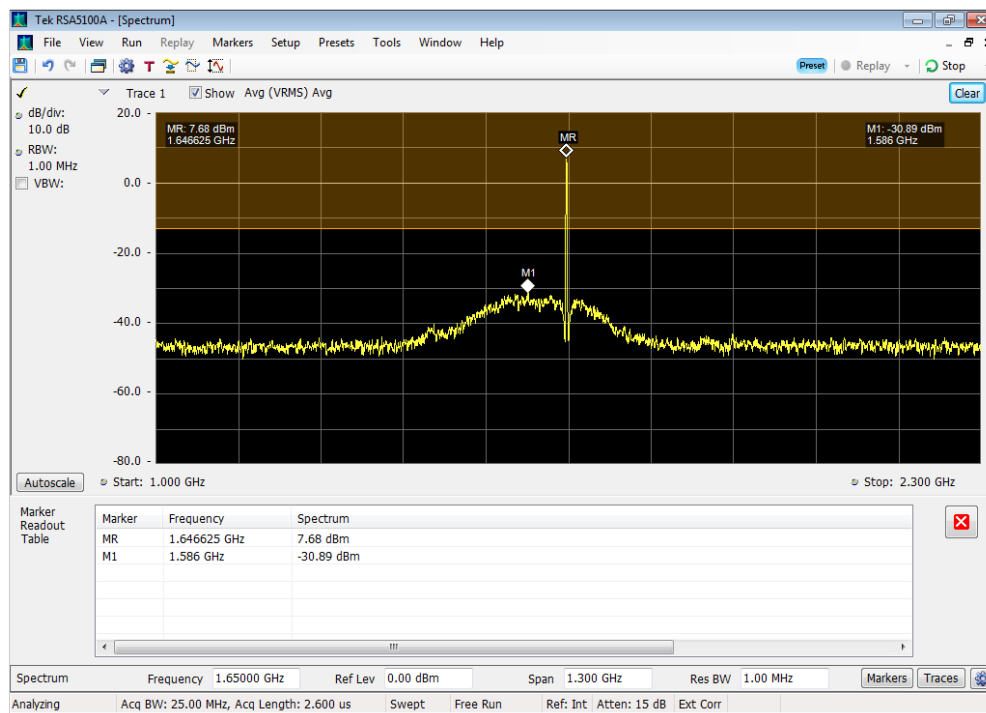 Tek RSA5100A - [Spectrum]
File View Run Replay Markers Setup Presets Tools Window Help
T Preset Replay Stop
Trace 1 Show Avg (VRMS) Avg Clear
dB/div:
10.0 dB
RBW:
1.00 MHz
VBW:
20.0
0.0
-20.0
-40.0
-60.0
-80.0
MR: 7.68 dBm
1.646625 GHz
MR
M1: -30.89 dBm
1.586 GHz
M1
Autoscale Start: 1.000 GHz Stop: 2.300 GHz
Marker
Readout
Table
Marker Frequency Spectrum
MR 1.646625 GHz 7.68 dBm
M1 1.586 GHz -30.89 dBm
Spectrum Frequency 1.65000 GHz Ref Lev 0.00 dBm Span 1.300 GHz Res BW 1.00 MHz Markers Traces
Analyzing Acq BW: 25.00 MHz, Acq Length: 2.600 us Swept Free Run Ref: Int Atten: 15 dB Ext Corr